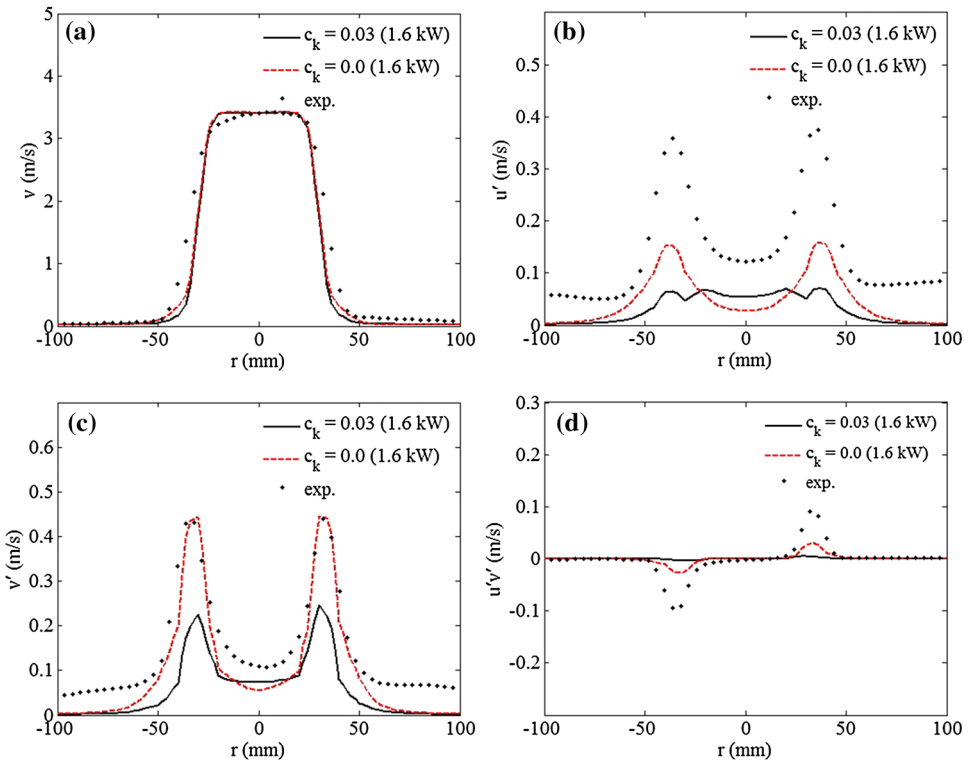 (a)
c_k = 0.03 (1.6 kW)
c_k = 0.0 (1.6 kW)
exp.
5
4
3
2
1
0
v (m/s)
-100
-50
0
50
100
r (mm)
(b)
c_k = 0.03 (1.6 kW)
c_k = 0.0 (1.6 kW)
exp.
0.5
0.4
0.3
0.2
0.1
0
u′ (m/s)
-100
-50
0
50
100
r (mm)
(c)
c_k = 0.03 (1.6 kW)
c_k = 0.0 (1.6 kW)
exp.
0.6
0.5
0.4
0.3
0.2
0.1
0
v′ (m/s)
-100
-50
0
50
100
r (mm)
(d)
c_k = 0.03 (1.6 kW)
c_k = 0.0 (1.6 kW)
exp.
0.3
0.2
0.1
0
-0.1
-0.2
u′v′ (m/s)
-100
-50
0
50
100
r (mm)